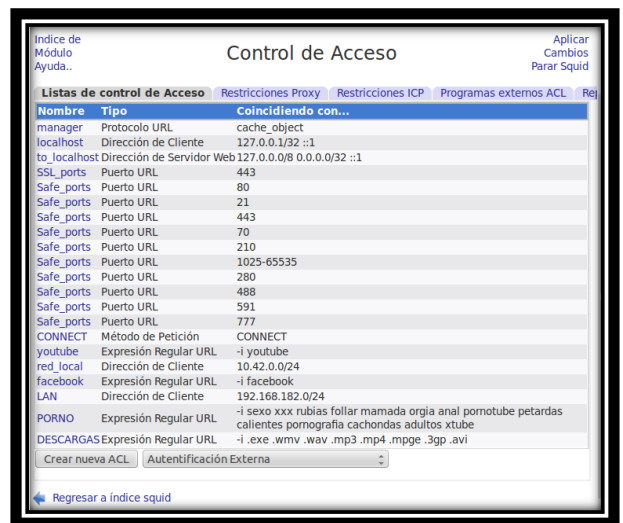 Indice de
Módulo
Ayuda..
Control de Acceso
Aplicar
Cambios
Parar Squid
Listas de control de Acceso Restricciones Proxy Restricciones ICP Programas externos ACL
Nombre Tipo Coincidiendo con...
manager Protocolo URL cache_object
localhost Dirección de Cliente 127.0.0.1/32 ::1
to_localhost Dirección de Servidor Web 127.0.0.0/8 0.0.0.0/32 ::1
SSL_ports Puerto URL 443
Safe_ports Puerto URL 80
Safe_ports Puerto URL 21
Safe_ports Puerto URL 443
Safe_ports Puerto URL 70
Safe_ports Puerto URL 210
Safe_ports Puerto URL 1025-65535
Safe_ports Puerto URL 280
Safe_ports Puerto URL 488
Safe_ports Puerto URL 591
Safe_ports Puerto URL 777
CONNECT Método de Petición CONNECT
youtube Expresión Regular URL -i youtube
red_local Dirección de Cliente 10.42.0.0/24
facebook Expresión Regular URL -i facebook
LAN Dirección de Cliente 192.168.182.0/24
PORNO Expresión Regular URL -i sexo xxx rubias follar mamada orgia anal pornotube petardas
calientes pornografia cachondas adultos xtube
DESCARGAS Expresión Regular URL -i .exe .wmv .wav .mp3 .mp4 .mpge .3gp .avi
Crear nueva ACL Autentificación Externa
Regresar a índice squid